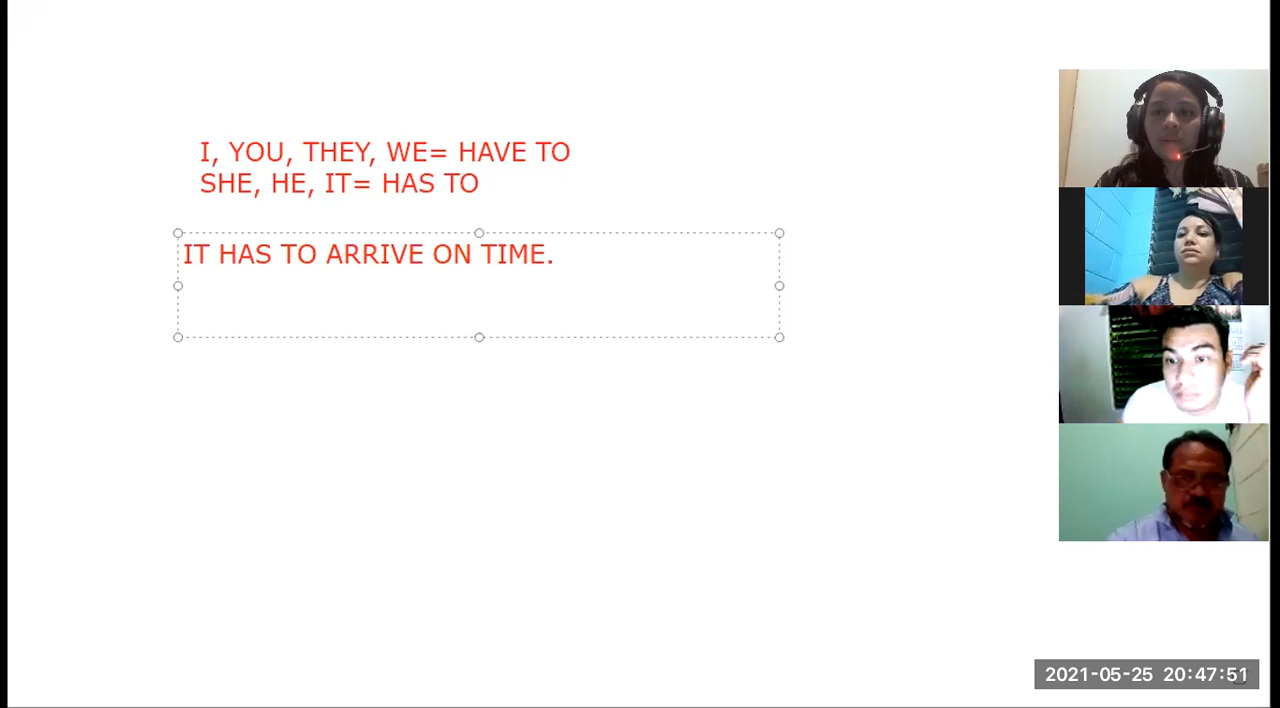 I, YOU, THEY, WE= HAVE TO
SHE, HE, IT= HAS TO
IT HAS TO ARRIVE ON TIME.
2021-05-25 20:47:51